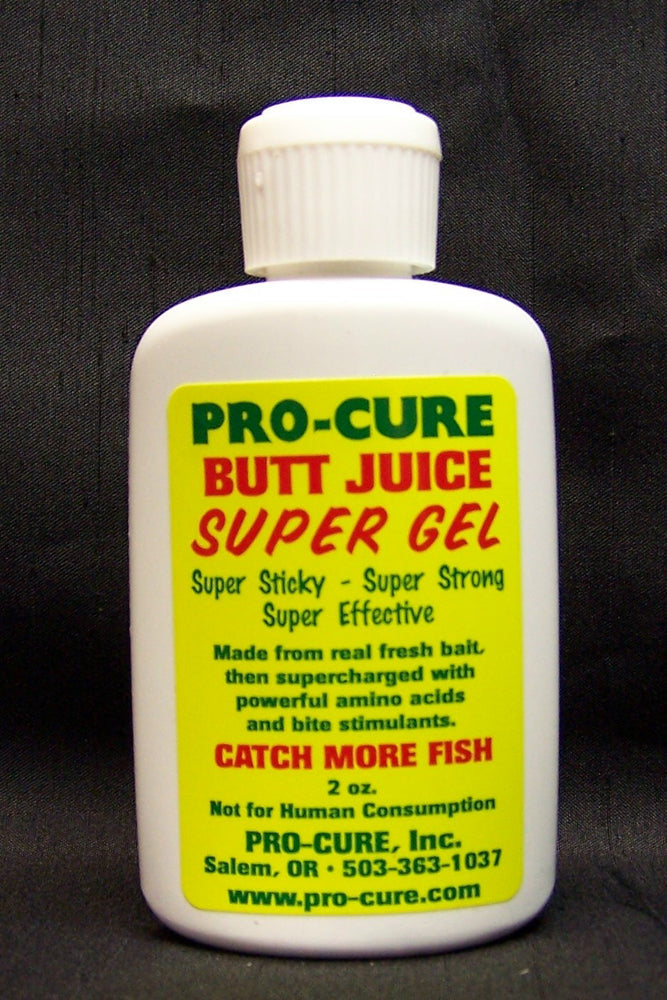 PRO-CURE
BUTT JUICE
SUPER GEL
Super Sticky - Super Strong
Super Effective
Made from real fresh bait,
then supercharged with
powerful amino acids
and bite stimulants.
CATCH MORE FISH
2 oz.
Not for Human Consumption
PRO-CURE, Inc.
Salem, OR • 503-363-1037
www.pro-cure.com